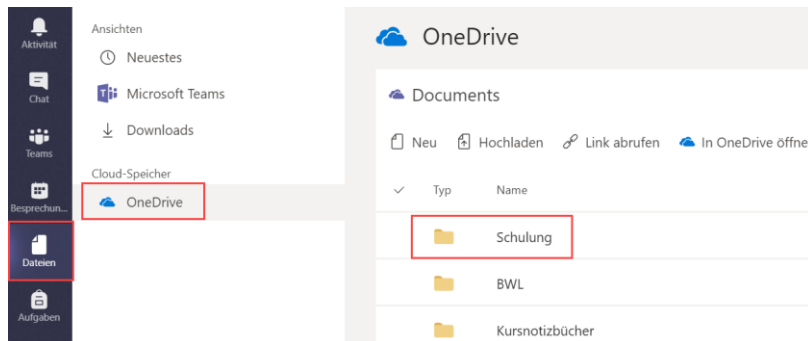 Aktivität
Chat
Teams
Besprechun...
Dateien
Aufgaben
Ansichten
Neuestes
Microsoft Teams
Downloads
Cloud-Speicher
OneDrive
OneDrive
Documents
Neu Hochladen Link abrufen In OneDrive öffne
Typ Name
Schulung
BWL
Kursnotizbücher